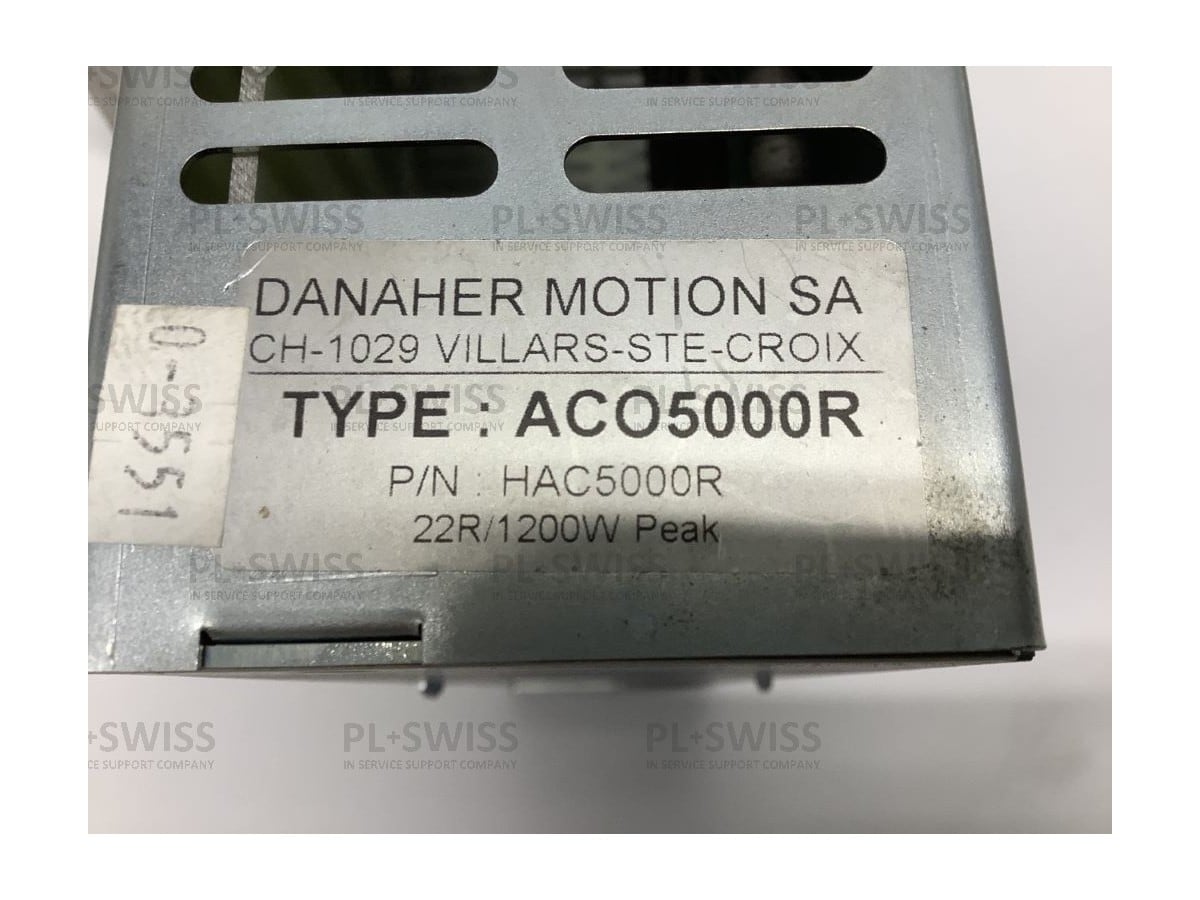 DANAHER MOTION SA
CH-1029 VILLARS-STE-CROIX
TYPE : ACO5000R
P/N : HAC5000R
22R/1200W Peak
PL+SWISS
IN SERVICE SUPPORT COMPANY